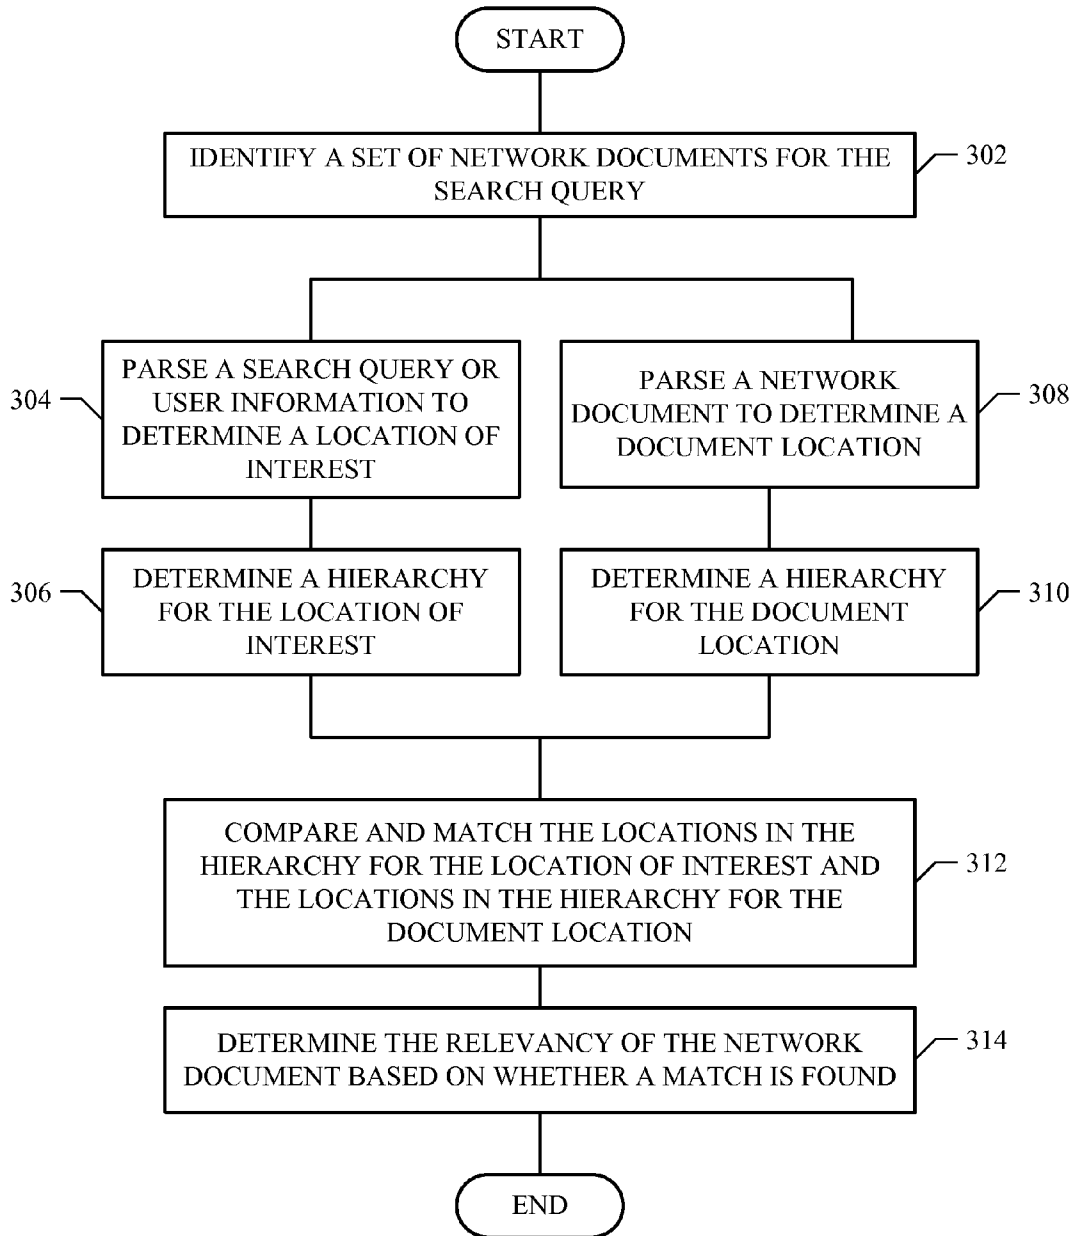 START
IDENTIFY A SET OF NETWORK DOCUMENTS FOR THE
SEARCH QUERY
302
PARSE A SEARCH QUERY OR
USER INFORMATION TO
DETERMINE A LOCATION OF
INTEREST
304
PARSE A NETWORK
DOCUMENT TO DETERMINE A
DOCUMENT LOCATION
308
DETERMINE A HIERARCHY
FOR THE LOCATION OF
INTEREST
306
DETERMINE A HIERARCHY
FOR THE DOCUMENT
LOCATION
310
COMPARE AND MATCH THE LOCATIONS IN THE
HIERARCHY FOR THE LOCATION OF INTEREST AND
THE LOCATIONS IN THE HIERARCHY FOR THE
DOCUMENT LOCATION
312
DETERMINE THE RELEVANCY OF THE NETWORK
DOCUMENT BASED ON WHETHER A MATCH IS FOUND
314
END